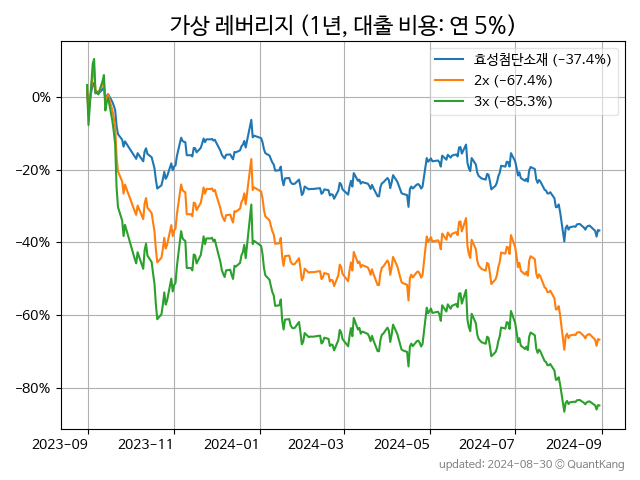 가상 레버리지 (1년, 대출 비용: 연 5%)
효성첨단소재 (−37.4%)
2x (−67.4%)
3x (−85.3%)
0%
−20%
−40%
−60%
−80%
2023-09 2023-11 2024-01 2024-03 2024-05 2024-07 2024-09
updated: 2024-08-30 © QuantKang